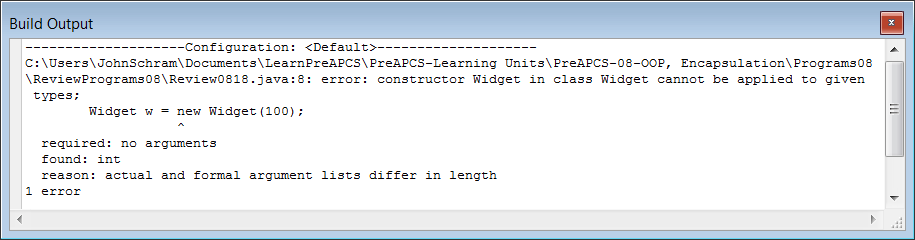 Build Output
--------------------Configuration: <Default>--------------------
C:\Users\JohnSchram\Documents\LearnPreAPCS\PreAPCS-Learning Units\PreAPCS-08-OOP, Encapsulation\Programs08
\ReviewPrograms08\Review0818.java:8: error: constructor Widget in class Widget cannot be applied to given
types;
Widget w = new Widget(100);
^
required: no arguments
found: int
reason: actual and formal argument lists differ in length
1 error